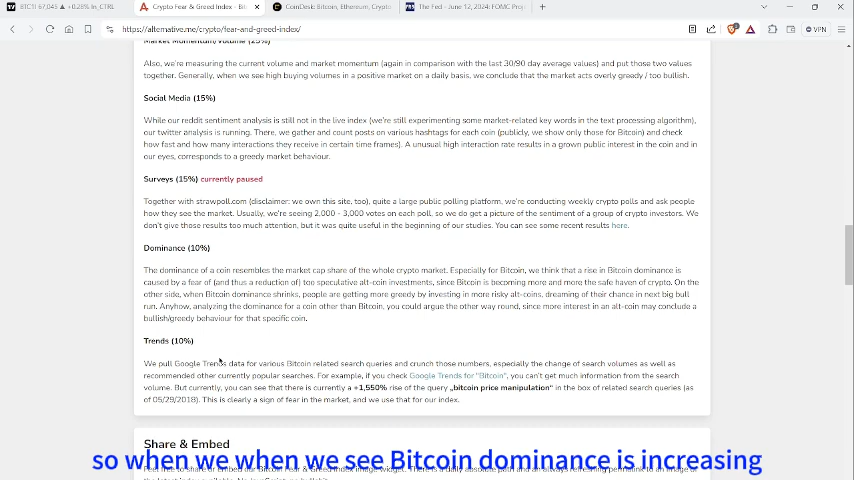 BTC1! 67,045 ▲ +0.28% IN_CTRL
Crypto Fear & Greed Index - Bit
CoinDesk: Bitcoin, Ethereum, Crypto
The Fed - June 12, 2024: FOMC Proj
https://alternative.me/crypto/fear-and-greed-index/
VPN
Market Momentum/Volume (25%)
Also, we're measuring the current volume and market momentum (again in comparison with the last 30/90 day average values) and put those two values
together. Generally, when we see high buying volumes in a positive market on a daily basis, we conclude that the market acts overly greedy / too bullish.
Social Media (15%)
While our reddit sentiment analysis is still not in the live index (we're still experimenting some market-related key words in the text processing algorithm),
our twitter analysis is running. There, we gather and count posts on various hashtags for each coin (publicly, we show only those for Bitcoin) and check
how fast and how many interactions they receive in certain time frames). A unusual high interaction rate results in a grown public interest in the coin and in
our eyes, corresponds to a greedy market behaviour.
Surveys (15%) currently paused
Together with strawpoll.com (disclaimer: we own this site, too), quite a large public polling platform, we're conducting weekly crypto polls and ask people
how they see the market. Usually, we're seeing 2,000 - 3,000 votes on each poll, so we do get a picture of the sentiment of a group of crypto investors. We
don't give those results too much attention, but it was quite useful in the beginning of our studies. You can see some recent results here.
Dominance (10%)
The dominance of a coin resembles the market cap share of the whole crypto market. Especially for Bitcoin, we think that a rise in Bitcoin dominance is
caused by a fear of (and thus a reduction of) too speculative alt-coin investments, since Bitcoin is becoming more and more the safe haven of crypto. On the
other side, when Bitcoin dominance shrinks, people are getting more greedy by investing in more risky alt-coins, dreaming of their chance in next big bull
run. Anyhow, analyzing the dominance for a coin other than Bitcoin, you could argue the other way round, since more interest in an alt-coin may conclude a
bullish/greedy behaviour for that specific coin.
Trends (10%)
We pull Google Trends data for various Bitcoin related search queries and crunch those numbers, especially the change of search volumes as well as
recommended other currently popular searches. For example, if you check Google Trends for "Bitcoin", you can't get much information from the search
volume. But currently, you can see that there is currently a +1,550% rise of the query „bitcoin price manipulation“ in the box of related search queries (as
of 05/29/2018). This is clearly a sign of fear in the market, and we use that for our index.
Share & Embed
so when we when we see Bitcoin dominance is increasing